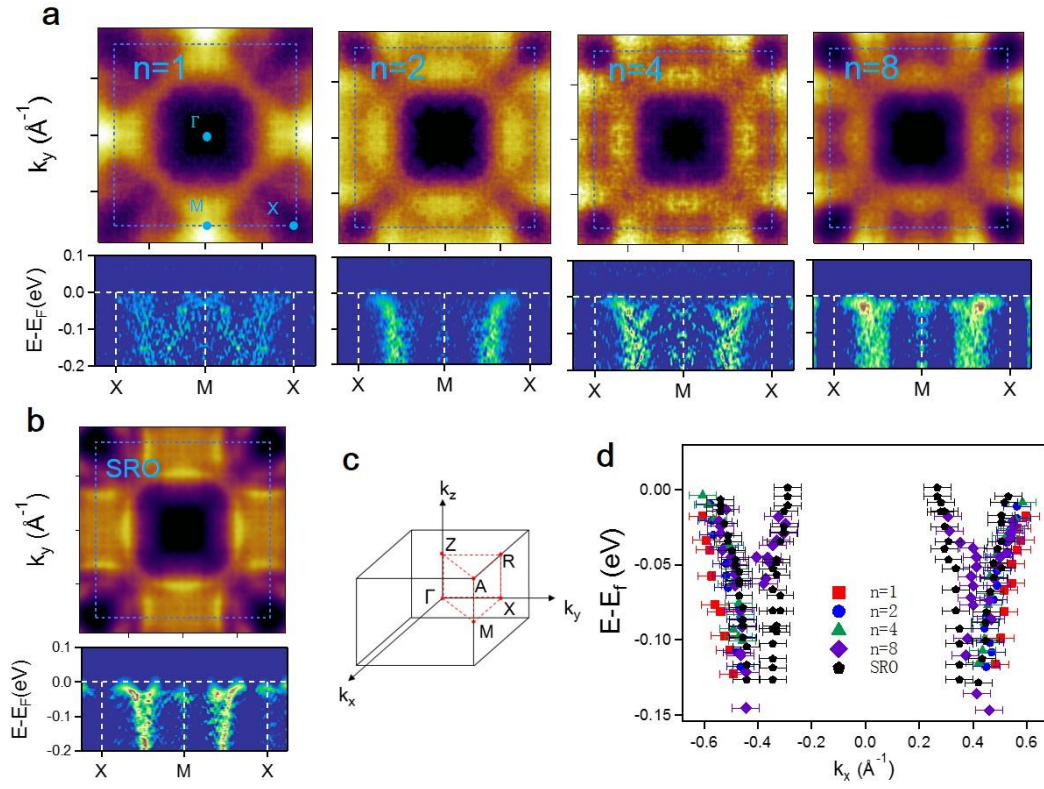 a
n=1
n=2
n=4
n=8
Γ
M
X
k_y (Å⁻¹)
0.1
0.0
-0.1
-0.2
E-E_F(eV)
X M X
X M X
X M X
X M X
b
SRO
k_y (Å⁻¹)
0.1
0.0
-0.1
-0.2
E-E_F(eV)
X M X
c
k_z
Z
R
A
Γ
X
k_y
M
k_x
d
0.00
-0.05
-0.10
-0.15
E-E_f (eV)
n=1
n=2
n=4
n=8
SRO
-0.6 -0.4 -0.2 0.0 0.2 0.4 0.6
k_x (Å⁻¹)